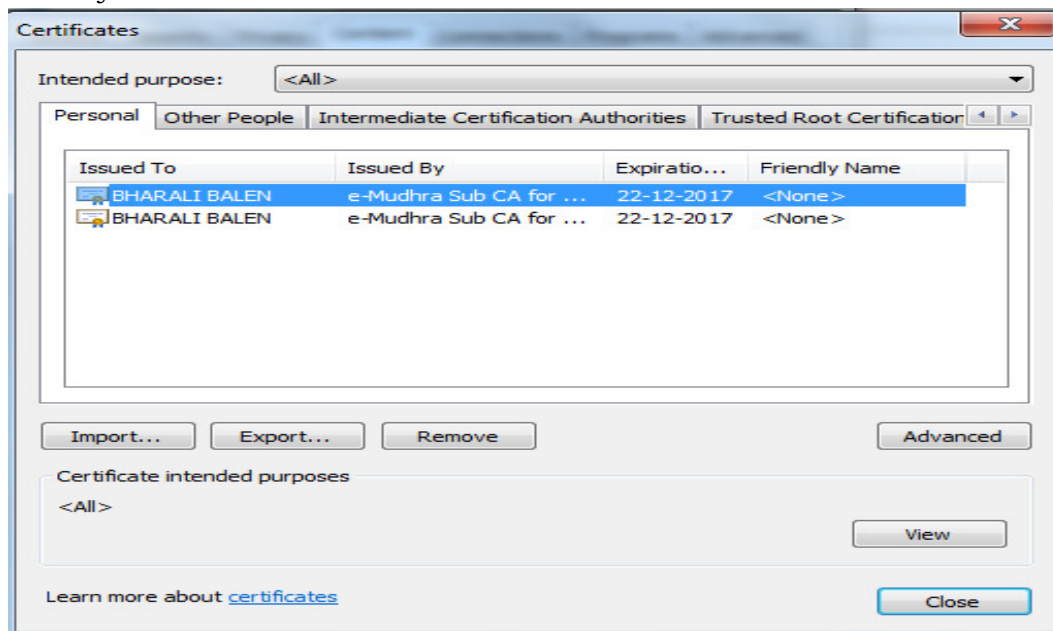 Certificates
Intended purpose: <All>
Personal Other People Intermediate Certification Authorities Trusted Root Certification
Issued To Issued By Expiratio... Friendly Name
BHARALI BALEN e-Mudhra Sub CA for ... 22-12-2017 <None>
BHARALI BALEN e-Mudhra Sub CA for ... 22-12-2017 <None>
Import... Export... Remove Advanced
Certificate intended purposes
<All>
View
Learn more about certificates
Close